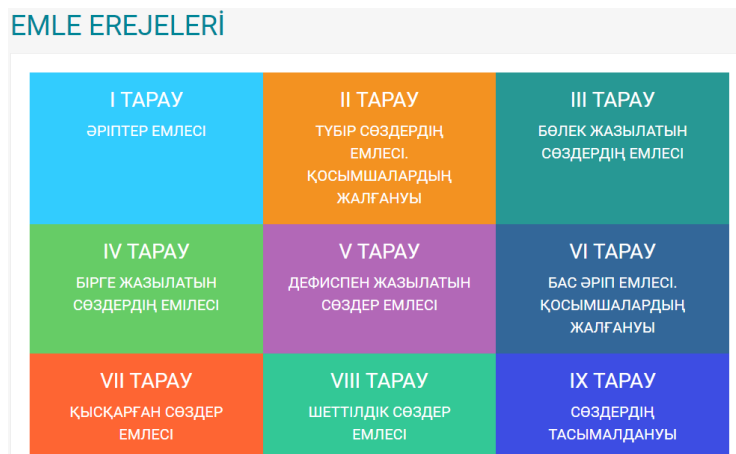 EMLE EREJELERİ
I ТАРАУ
ӘРІПТЕР ЕМЛЕСІ
II ТАРАУ
ТҮБІР СӨЗДЕРДІҢ
ЕМЛЕСІ.
ҚОСЫМШАЛАРДЫҢ
ЖАЛҒАНУЫ
III ТАРАУ
БӨЛЕК ЖАЗЫЛАТЫН
СӨЗДЕРДІҢ ЕМЛЕСІ
IV ТАРАУ
БІРГЕ ЖАЗЫЛАТЫН
СӨЗДЕРДІҢ ЕМІЛЕСІ
V ТАРАУ
ДЕФИСПЕН ЖАЗЫЛАТЫН
СӨЗДЕР ЕМЛЕСІ
VI ТАРАУ
БАС ӘРІП ЕМЛЕСІ.
ҚОСЫМШАЛАРДЫҢ
ЖАЛҒАНУЫ
VII ТАРАУ
ҚЫСҚАРҒАН СӨЗДЕР
ЕМЛЕСІ
VIII ТАРАУ
ШЕТТІЛДІК СӨЗДЕР
ЕМЛЕСІ
IX ТАРАУ
СӨЗДЕРДІҢ
ТАСЫМАЛДАНУЫ